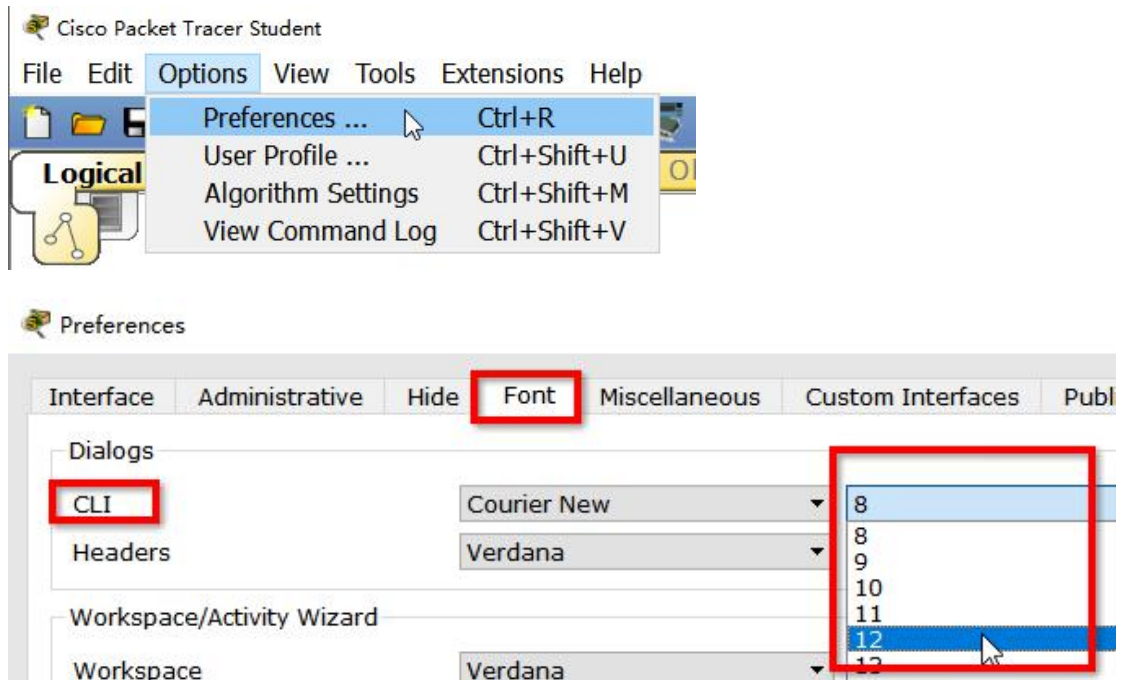 Cisco Packet Tracer Student
File Edit Options View Tools Extensions Help
Preferences ... Ctrl+R
User Profile ... Ctrl+Shift+U
Logical
Algorithm Settings Ctrl+Shift+M
View Command Log Ctrl+Shift+V
Preferences
Interface Administrative Hide Font Miscellaneous Custom Interfaces Publi
Dialogs
CLI Courier New 8
Headers Verdana
8
9
10
11
12
13
Workspace/Activity Wizard
Workspace Verdana